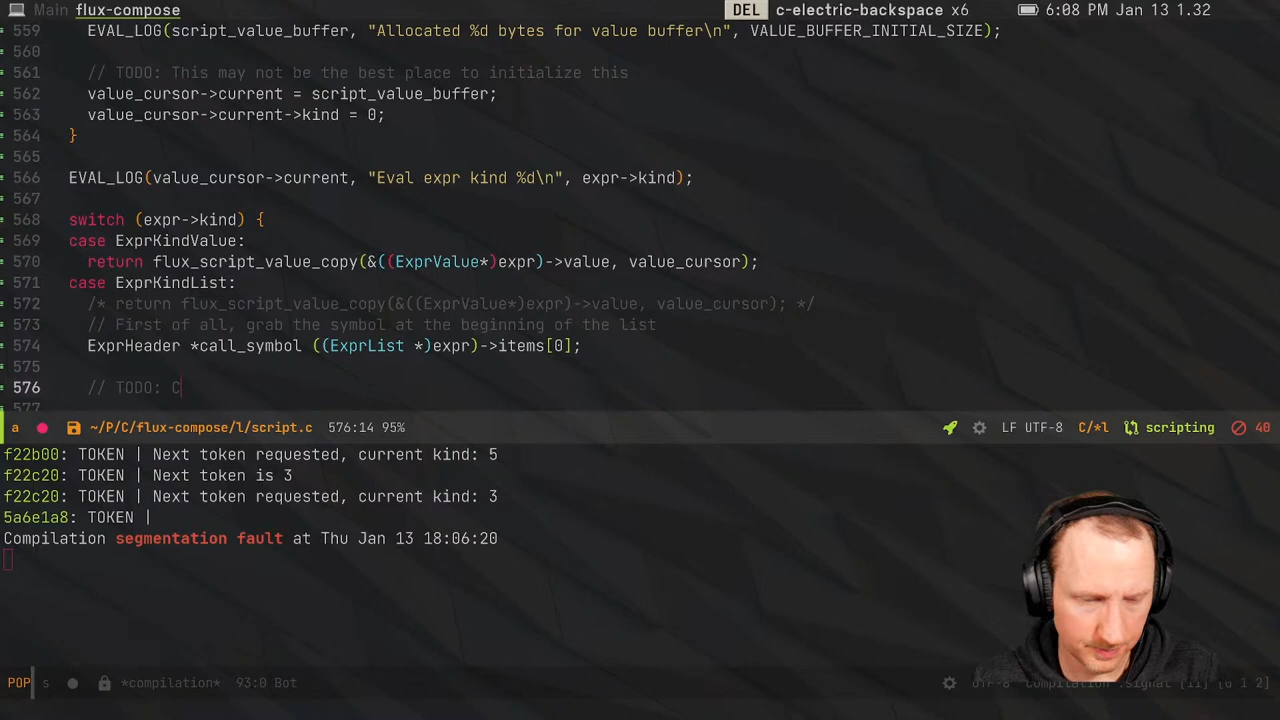 Main flux-compose DEL c-electric-backspace x6 6:08 PM Jan 13 1.32
559 EVAL_LOG(script_value_buffer, "Allocated %d bytes for value buffer\n", VALUE_BUFFER_INITIAL_SIZE);
560
561 // TODO: This may not be the best place to initialize this
562 value_cursor->current = script_value_buffer;
563 value_cursor->current->kind = 0;
564 }
565
566 EVAL_LOG(value_cursor->current, "Eval expr kind %d\n", expr->kind);
567
568 switch (expr->kind) {
569 case ExprKindValue:
570 return flux_script_value_copy(&((ExprValue*)expr)->value, value_cursor);
571 case ExprKindList:
572 /* return flux_script_value_copy(&((ExprValue*)expr)->value, value_cursor); */
573 // First of all, grab the symbol at the beginning of the list
574 ExprHeader *call_symbol ((ExprList *)expr)->items[0];
575
576 // TODO: C
577
a ~/P/C/flux-compose/l/script.c 576:14 95% LF UTF-8 C/*l scripting 40
f22b00: TOKEN | Next token requested, current kind: 5
f22c20: TOKEN | Next token is 3
f22c20: TOKEN | Next token requested, current kind: 3
5a6e1a8: TOKEN |
Compilation segmentation fault at Thu Jan 13 18:06:20
POP s *compilation* 93:0 Bot UTF-8 compilation :signal [11] [0 1 2]